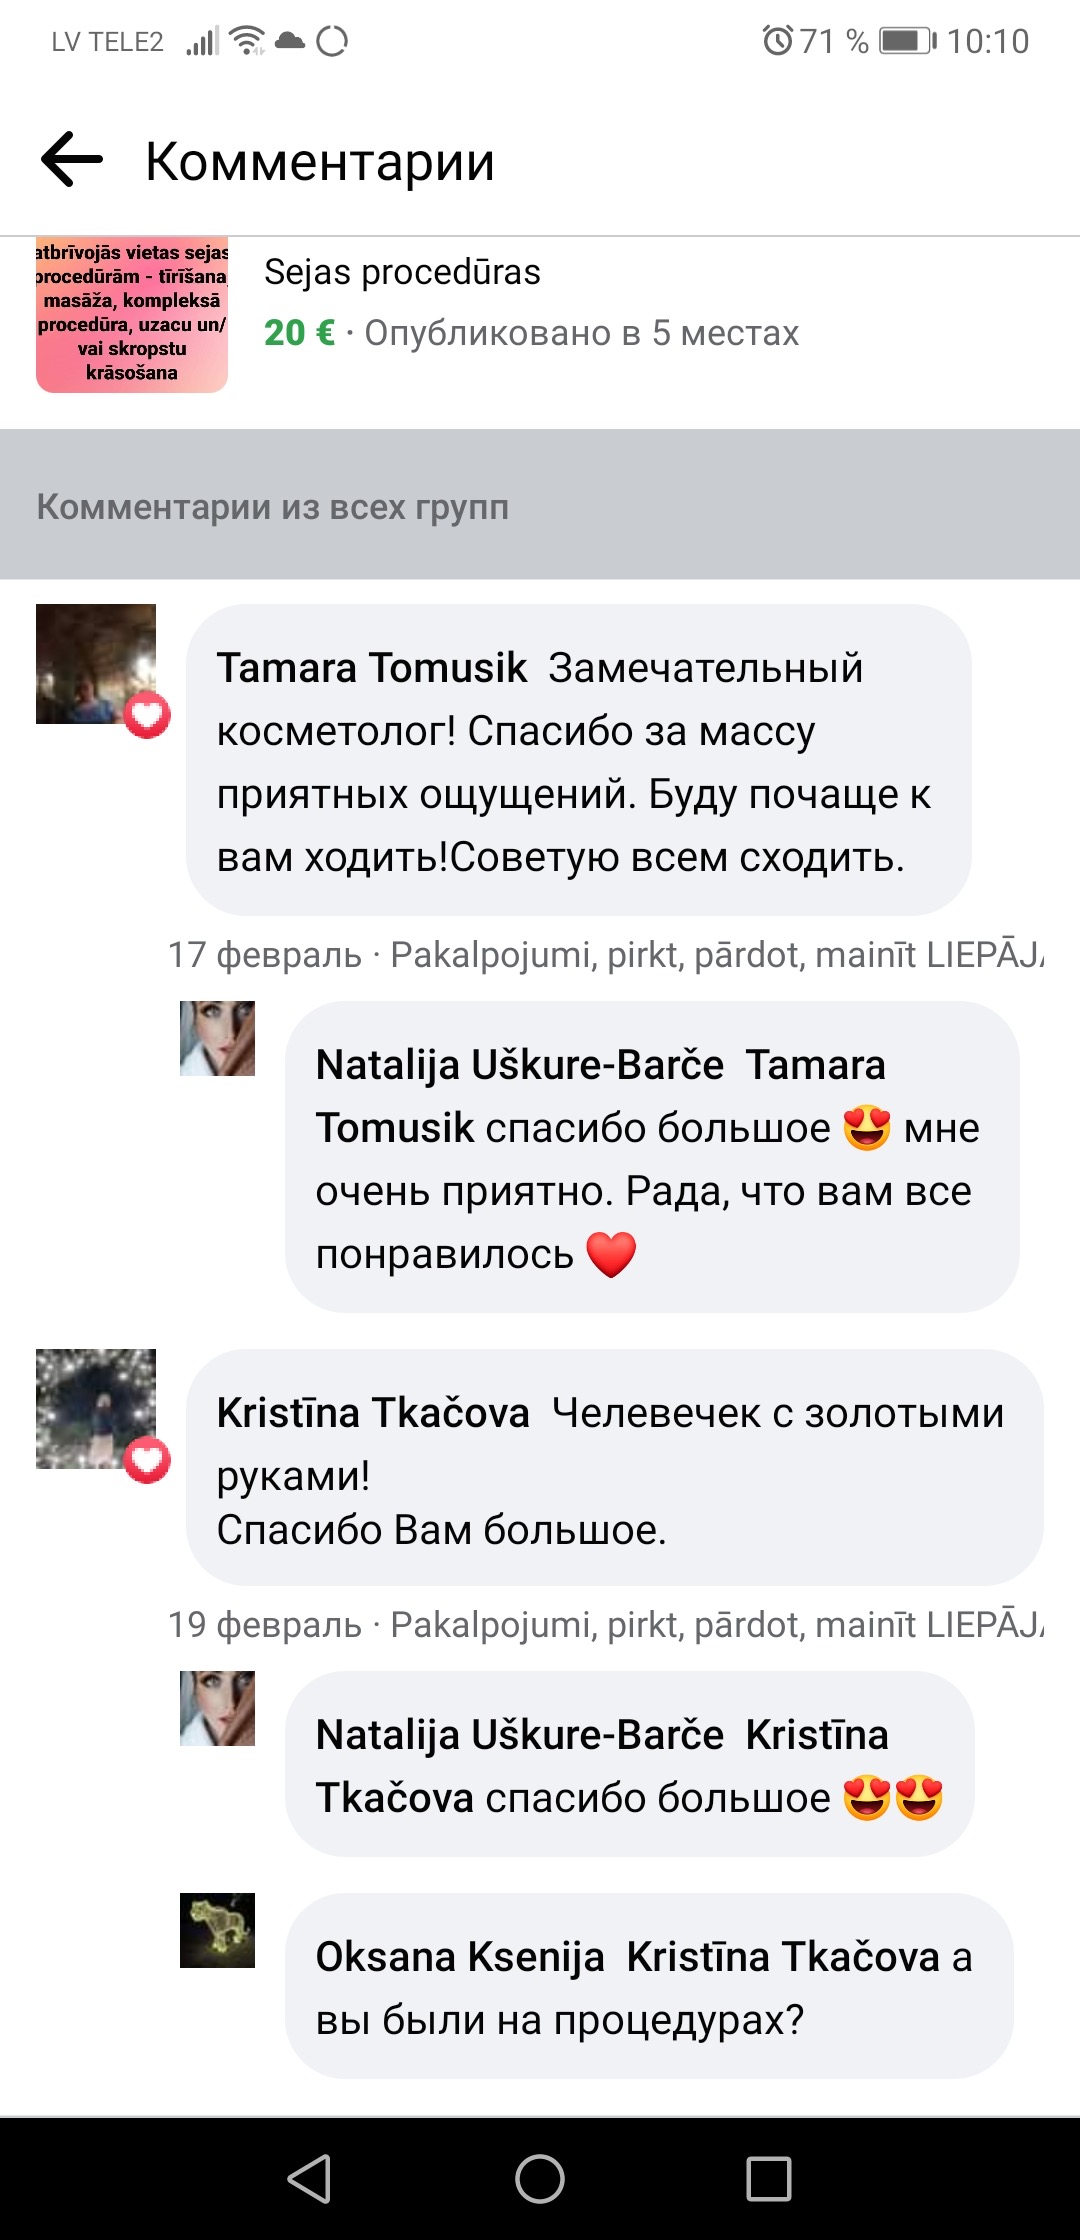 LV TELE2 71 % 10:10
Комментарии
atbrīvojās vietas sejas
procedūrām - tīrīšana,
masāža, kompleksā
procedūra, uzacu un/
vai skropstu
krāsošana
Sejas procedūras
20 € · Опубликовано в 5 местах
Комментарии из всех групп
Tamara Tomusik Замечательный
косметолог! Спасибо за массу
приятных ощущений. Буду почаще к
вам ходить!Советую всем сходить.
17 февраль · Pakalpojumi, pirkt, pārdot, mainīt LIEPĀJA
Natalija Uškure-Barče Tamara
Tomusik спасибо большое 😍 мне
очень приятно. Рада, что вам все
понравилось ❤️
Kristīna Tkačova Челевечек с золотыми
руками!
Спасибо Вам большое.
19 февраль · Pakalpojumi, pirkt, pārdot, mainīt LIEPĀJA
Natalija Uškure-Barče Kristīna
Tkačova спасибо большое 😍😍
Oksana Ksenija Kristīna Tkačova а
вы были на процедурах?